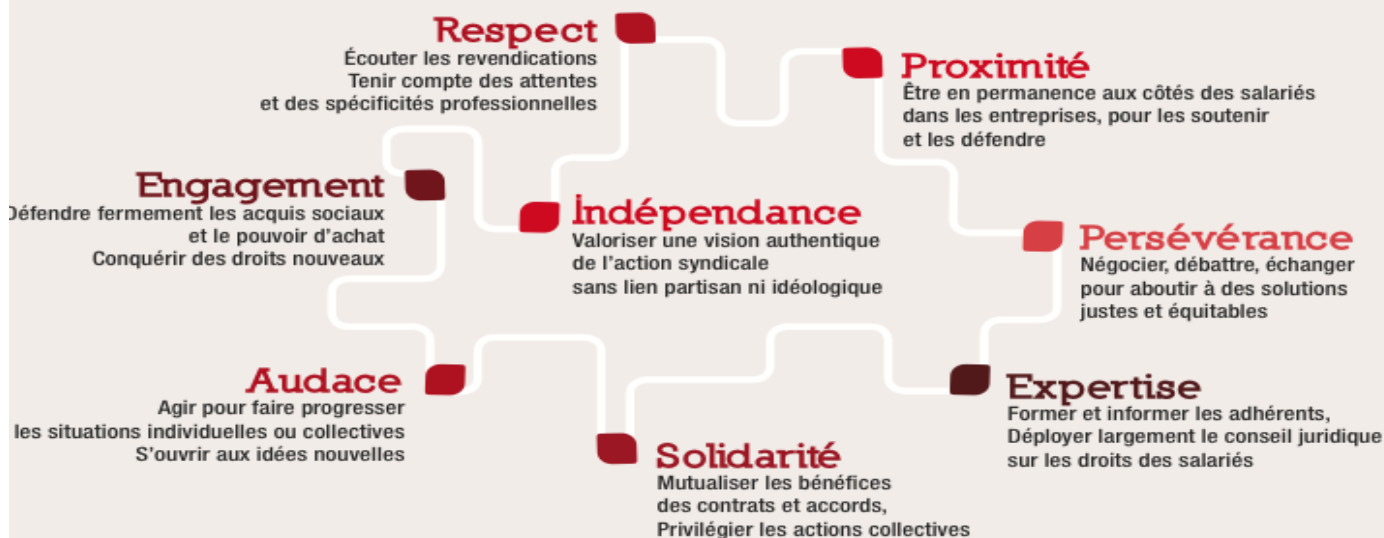 Respect
Écouter les revendications
Tenir compte des attentes
et des spécificités professionnelles
Proximité
Être en permanence aux côtés des salariés
dans les entreprises, pour les soutenir
et les défendre
Engagement
Défendre fermement les acquis sociaux
et le pouvoir d'achat
Conquérir des droits nouveaux
Indépendance
Valoriser une vision authentique
de l'action syndicale
sans lien partisan ni idéologique
Persévérance
Négocier, débattre, échanger
pour aboutir à des solutions
justes et équitables
Audace
Agir pour faire progresser
les situations individuelles ou collectives
S'ouvrir aux idées nouvelles
Solidarité
Mutualiser les bénéfices
des contrats et accords,
Privilégier les actions collectives
Expertise
Former et informer les adhérents,
Déployer largement le conseil juridique
sur les droits des salariés